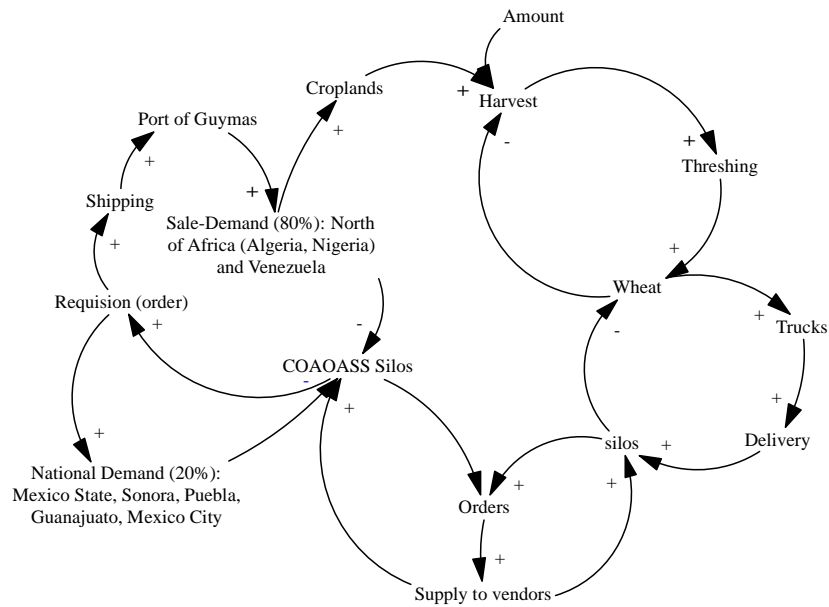 Amount
Croplands
+
Harvest
Port of Guymas
+
-
+
Threshing
+
+
Shipping
Sale-Demand (80%): North
of Africa (Algeria, Nigeria)
and Venezuela
+
+
Wheat
Requision (order)
+
-
-
+
Trucks
COAOASS Silos
-
+
+
+
National Demand (20%):
Mexico State, Sonora, Puebla,
Guanajuato, Mexico City
silos
+
Delivery
+
+
Orders
+
Supply to vendors